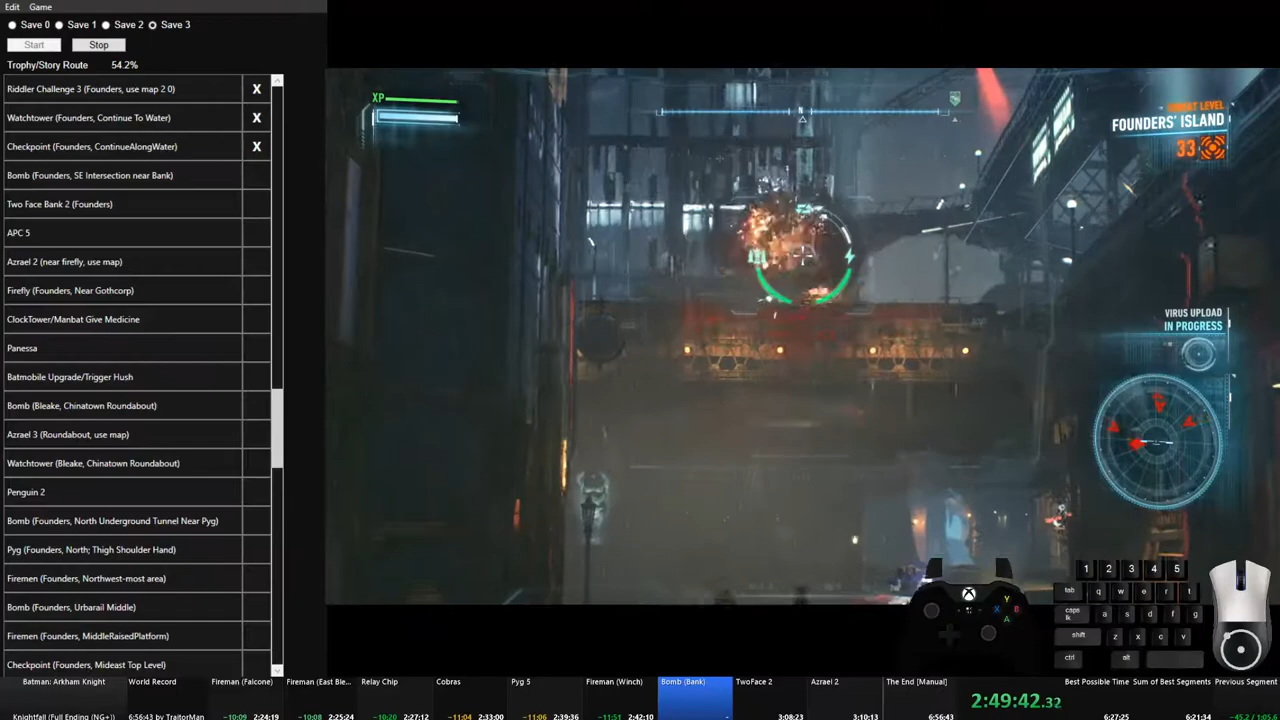 Edit Game
Save 0 Save 1 Save 2 Save 3
Start Stop
Trophy/Story Route 54.2%
Riddler Challenge 3 (Founders, use map 2 0) X
Watchtower (Founders, Continue To Water) X
Checkpoint (Founders, ContinueAlongWater) X
Bomb (Founders, SE Intersection near Bank)
Two Face Bank 2 (Founders)
APC 5
Azrael 2 (near firefly, use map)
Firefly (Founders, Near Gothcorp)
ClockTower/Manbat Give Medicine
Panessa
Batmobile Upgrade/Trigger Hush
Bomb (Bleake, Chinatown Roundabout)
Azrael 3 (Roundabout, use map)
Watchtower (Bleake, Chinatown Roundabout)
Penguin 2
Bomb (Founders, North Underground Tunnel Near Pyg)
Pyg (Founders, North; Thigh Shoulder Hand)
Firemen (Founders, Northwest-most area)
Bomb (Founders, Urbarail Middle)
Firemen (Founders, MiddleRaisedPlatform)
Checkpoint (Founders, Mideast Top Level)
XP
N
THREAT LEVEL
FOUNDERS' ISLAND
33
VIRUS UPLOAD
IN PROGRESS
1 2 3 4 5
tab q w e r t
caps lk a s d f g
shift z x c v
ctrl alt
Y
X B
A
Batman: Arkham Knight World Record Fireman (Falcone) Fireman (East Ble... Relay Chip Cobras Pyg 5 Fireman (Winch) Bomb (Bank) TwoFace 2 Azrael 2 The End [Manual] 2:49:42.32 Best Possible Time Sum of Best Segments Previous Segment
Knightfall (Full Ending (NG+)) 6:56:43 by TraitorMan -10:09 2:24:19 -10:08 2:25:24 -10:20 2:27:12 -11:04 2:33:00 -11:06 2:39:36 -11:51 2:42:10 - 3:08:23 3:10:13 6:56:43 6:27:25 6:21:34 -45.2 / 1:05.6